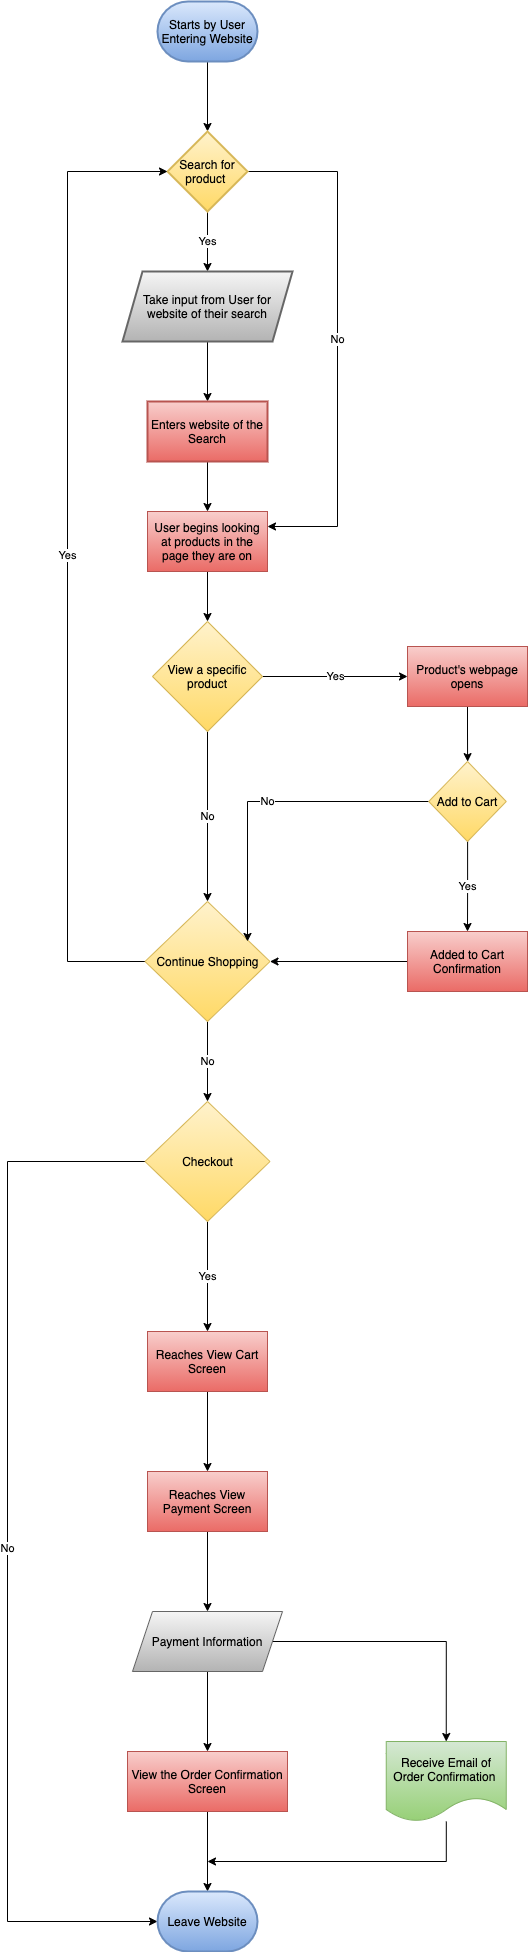 Starts by User
Entering Website
Search for
product
Yes
Take input from User for
website of their search
No
Enters website of the
Search
User begins looking
at products in the
page they are on
Yes
View a specific
product
Yes
Product's webpage
opens
No
Add to Cart
No
Yes
Continue Shopping
Added to Cart
Confirmation
No
Checkout
Yes
Reaches View Cart
Screen
Reaches View
Payment Screen
No
Payment Information
View the Order Confirmation
Screen
Receive Email of
Order Confirmation
Leave Website